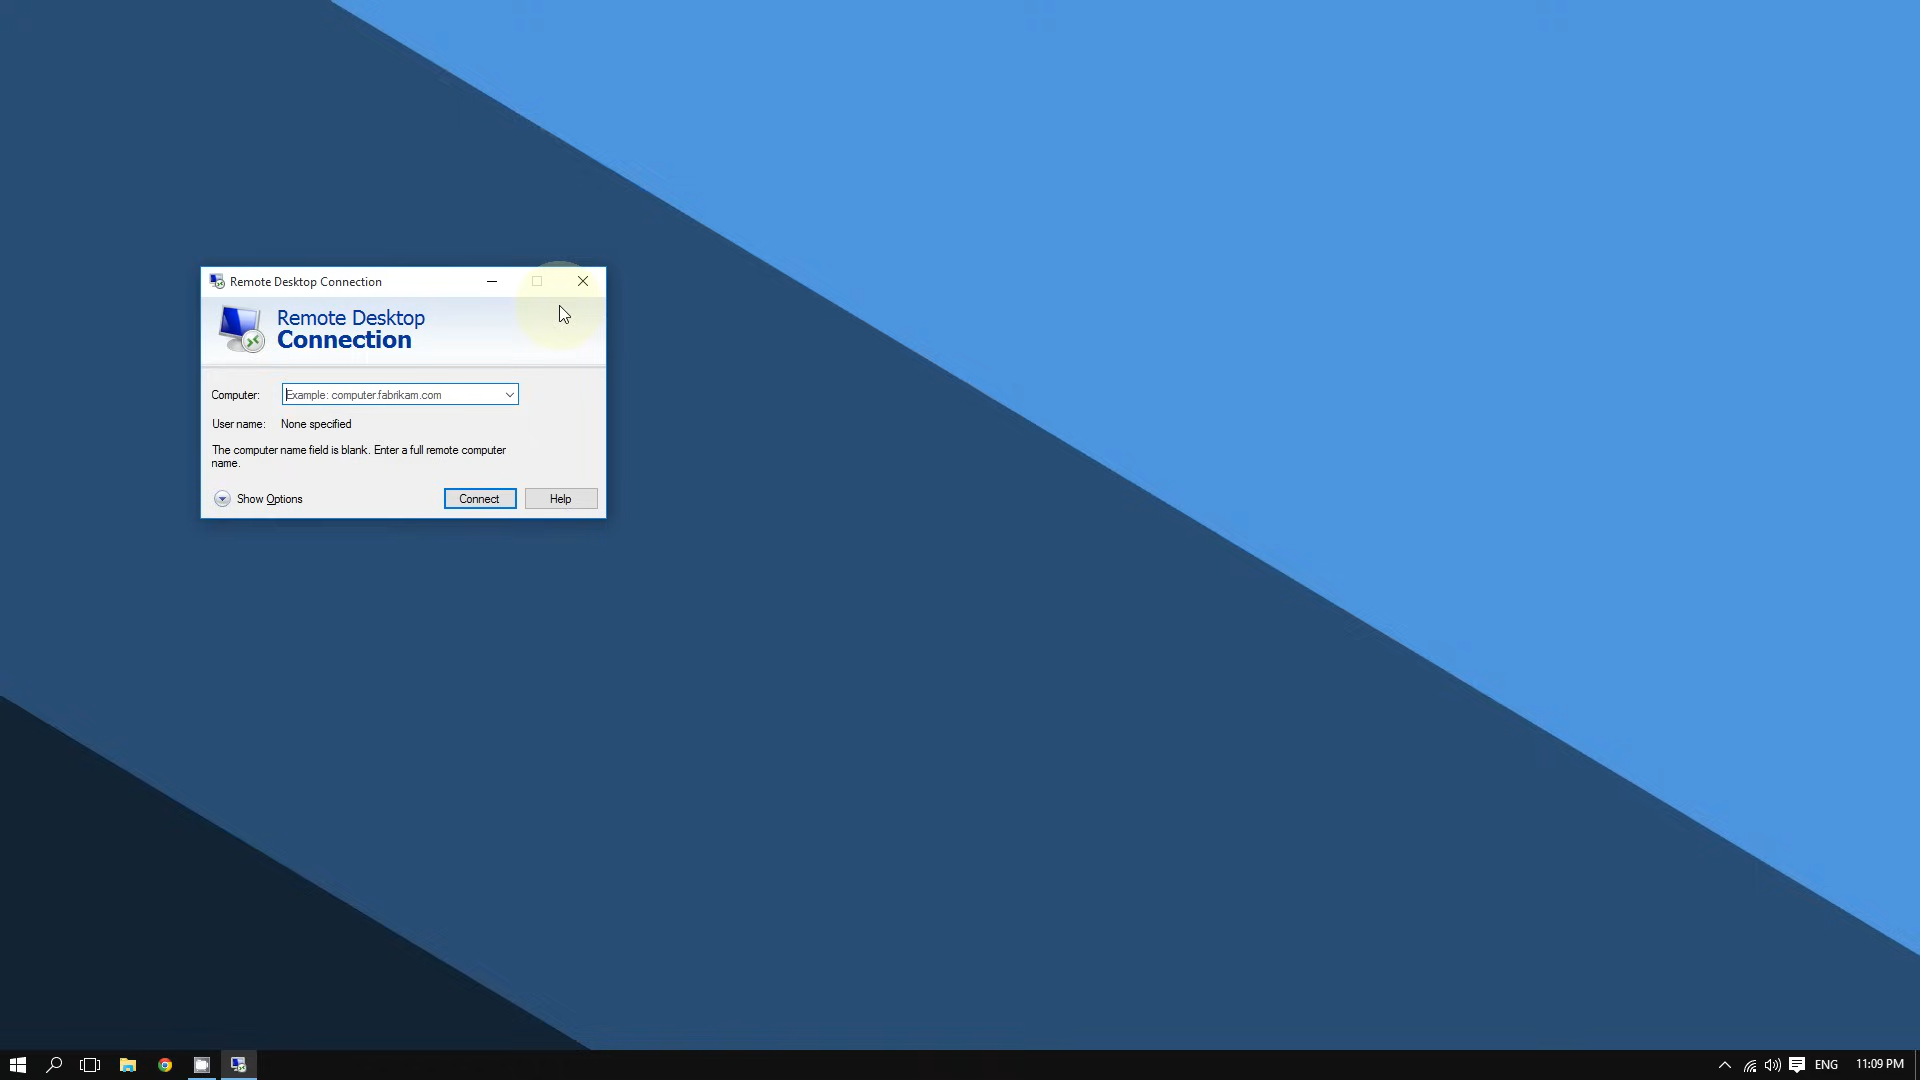 Remote Desktop Connection
Remote Desktop
Connection
Computer:
Example: computer.fabrikam.com
User name:
None specified
The computer name field is blank. Enter a full remote computer
name.
Show Options
Connect
Help
ENG
11:09 PM